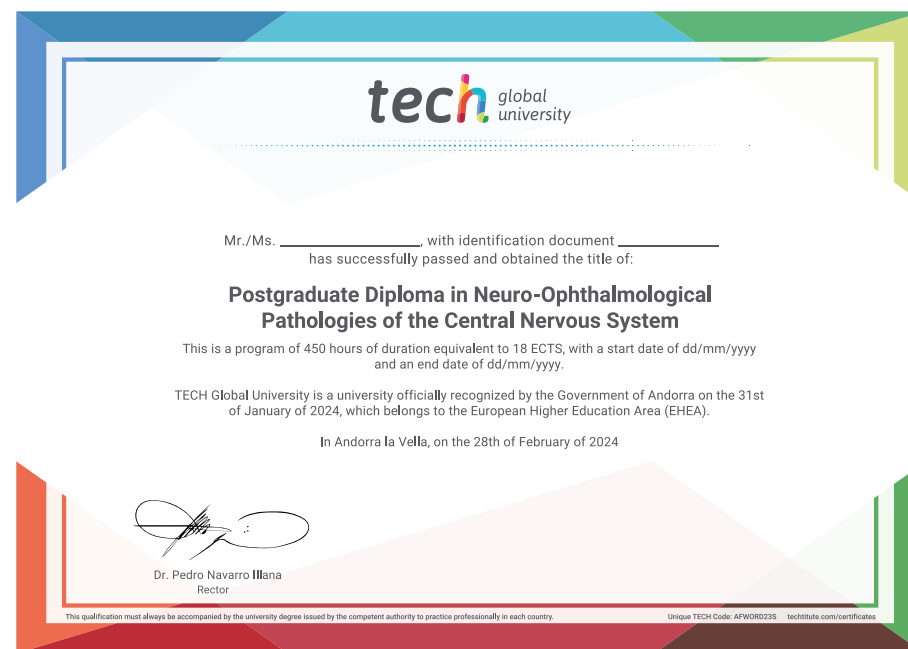 tech global university
Mr./Ms. ____________________, with identification document ______________
has successfully passed and obtained the title of:
Postgraduate Diploma in Neuro-Ophthalmological
Pathologies of the Central Nervous System
This is a program of 450 hours of duration equivalent to 18 ECTS, with a start date of dd/mm/yyyy
and an end date of dd/mm/yyyy.
TECH Global University is a university officially recognized by the Government of Andorra on the 31st
of January of 2024, which belongs to the European Higher Education Area (EHEA).
In Andorra la Vella, on the 28th of February of 2024
Dr. Pedro Navarro Illana
Rector
This qualification must always be accompanied by the university degree issued by the competent authority to practice professionally in each country. Unique TECH Code: AFWORD23S techtitute.com/certificates